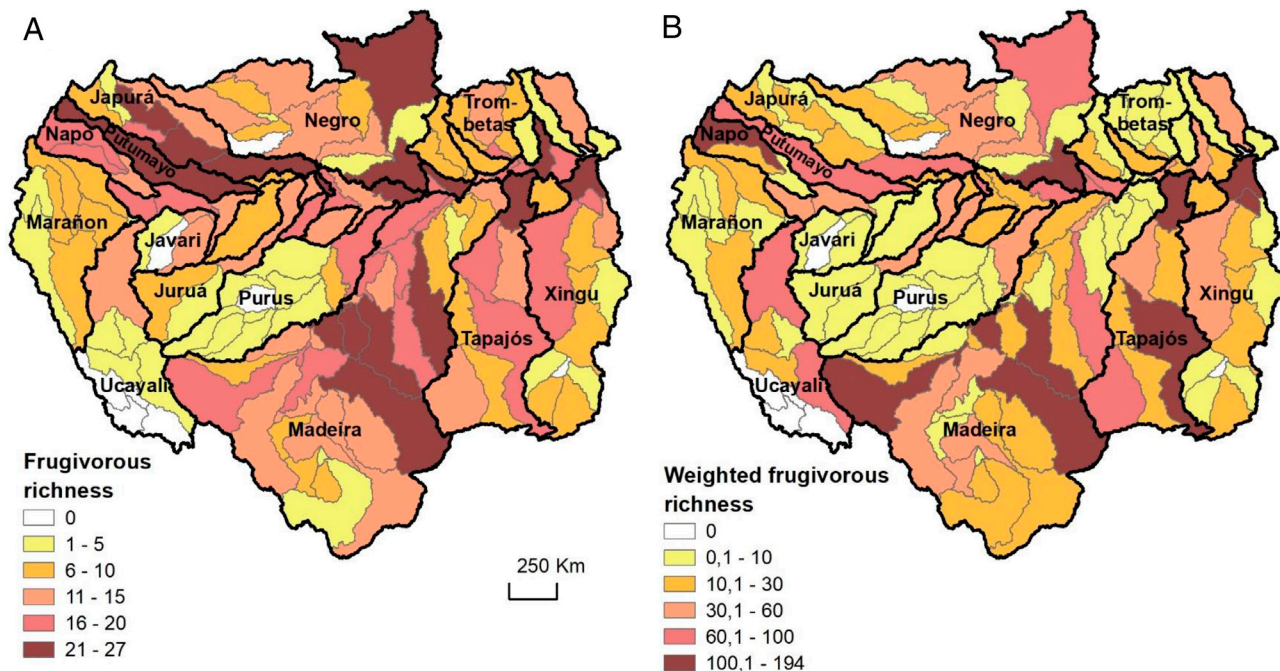 A
Japurá
Napo
Putumayo
Negro
Trom-
betas
Marañon
Javari
Juruá
Purus
Xingu
Tapajós
Ucayali
Madeira
Frugivorous
richness
0
1 - 5
6 - 10
11 - 15
16 - 20
21 - 27
250 Km
B
Japurá
Napo
Putumayo
Negro
Trom-
betas
Marañon
Javari
Juruá
Purus
Xingu
Tapajós
Ucayali
Madeira
Weighted frugivorous
richness
0
0,1 - 10
10,1 - 30
30,1 - 60
60,1 - 100
100,1 - 194